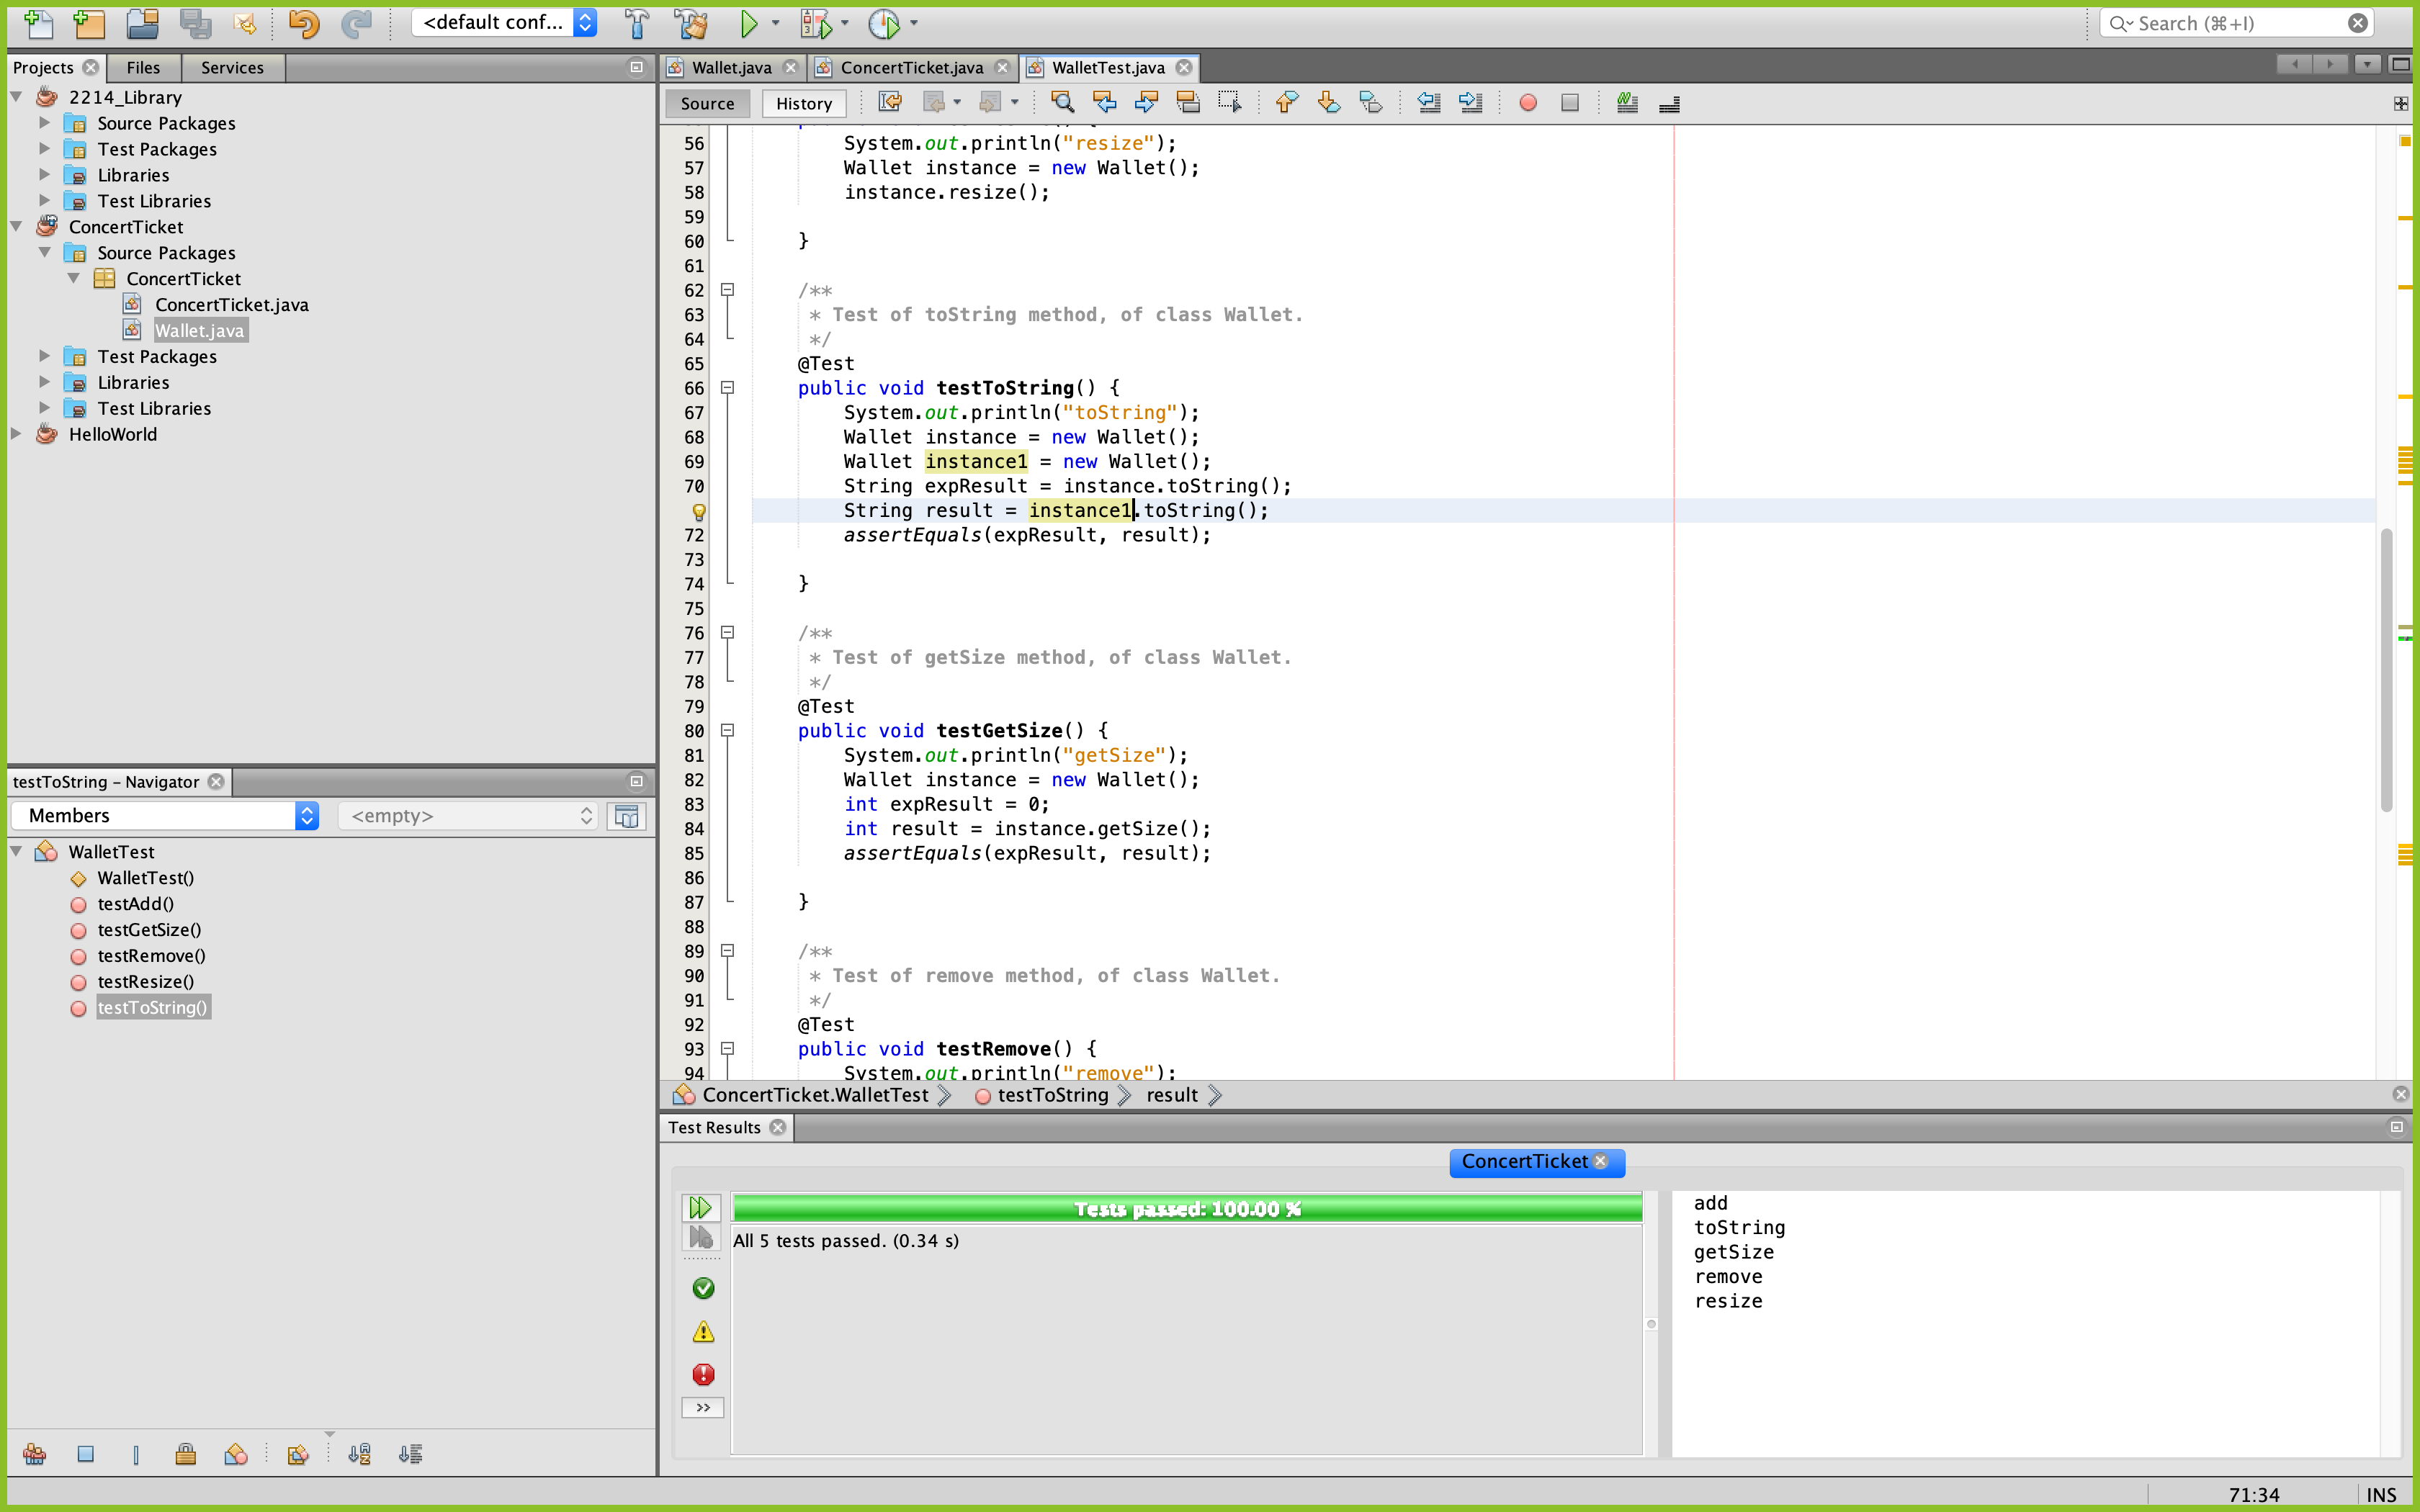 <default conf...
Search (⌘+I)
Projects
Files
Services
2214_Library
Source Packages
Test Packages
Libraries
Test Libraries
ConcertTicket
Source Packages
ConcertTicket
ConcertTicket.java
Wallet.java
Test Packages
Libraries
Test Libraries
HelloWorld
testToString – Navigator
Members
<empty>
WalletTest
WalletTest()
testAdd()
testGetSize()
testRemove()
testResize()
testToString()
Wallet.java
ConcertTicket.java
WalletTest.java
Source
History
56 System.out.println("resize");
57 Wallet instance = new Wallet();
58 instance.resize();
59
60 }
61
62 /**
63 * Test of toString method, of class Wallet.
64 */
65 @Test
66 public void testToString() {
67 System.out.println("toString");
68 Wallet instance = new Wallet();
69 Wallet instance1 = new Wallet();
70 String expResult = instance.toString();
String result = instance1.toString();
72 assertEquals(expResult, result);
73
74 }
75
76 /**
77 * Test of getSize method, of class Wallet.
78 */
79 @Test
80 public void testGetSize() {
81 System.out.println("getSize");
82 Wallet instance = new Wallet();
83 int expResult = 0;
84 int result = instance.getSize();
85 assertEquals(expResult, result);
86
87 }
88
89 /**
90 * Test of remove method, of class Wallet.
91 */
92 @Test
93 public void testRemove() {
94 System.out.println("remove");
ConcertTicket.WalletTest
testToString
result
Test Results
ConcertTicket
Tests passed: 100.00 %
All 5 tests passed. (0.34 s)
>>
add
toString
getSize
remove
resize
71:34
INS